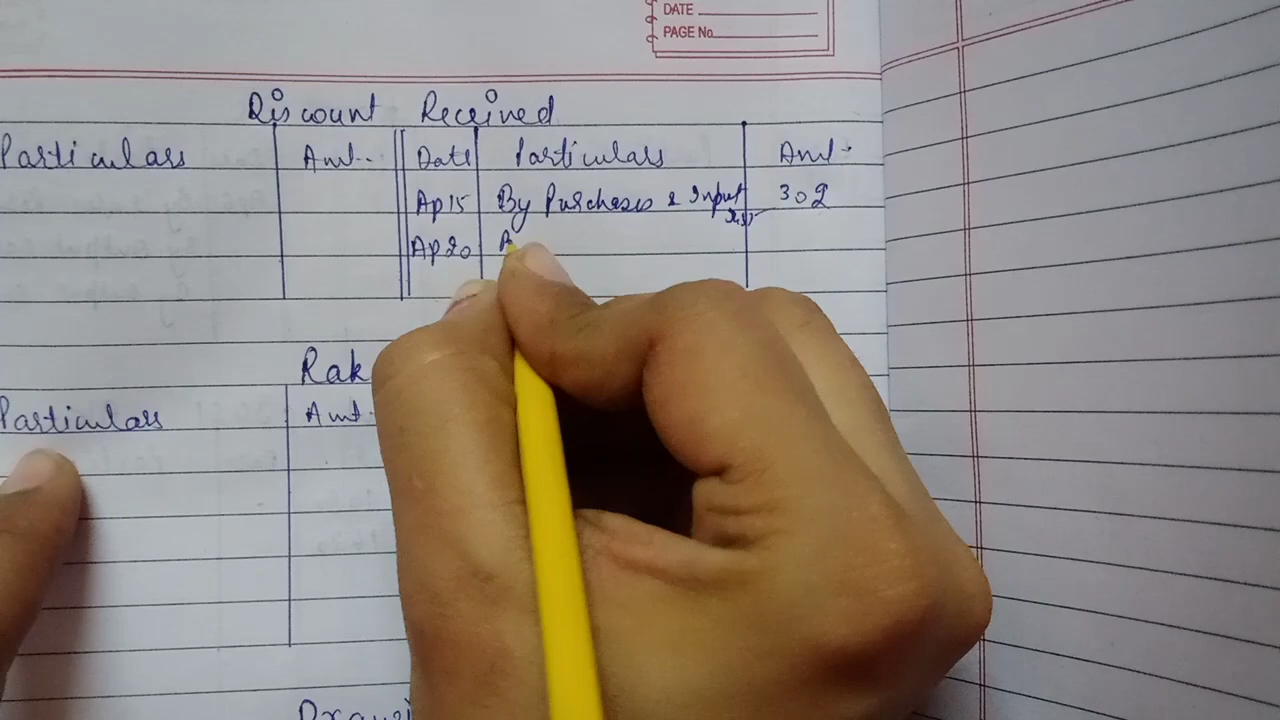 DATE
PAGE No.
Discount Received
Particulars Amt.. Date Particulars Amt.
Ap 15 By Purchases & Input 302
Ap 20
Rak
Particulars Amt.